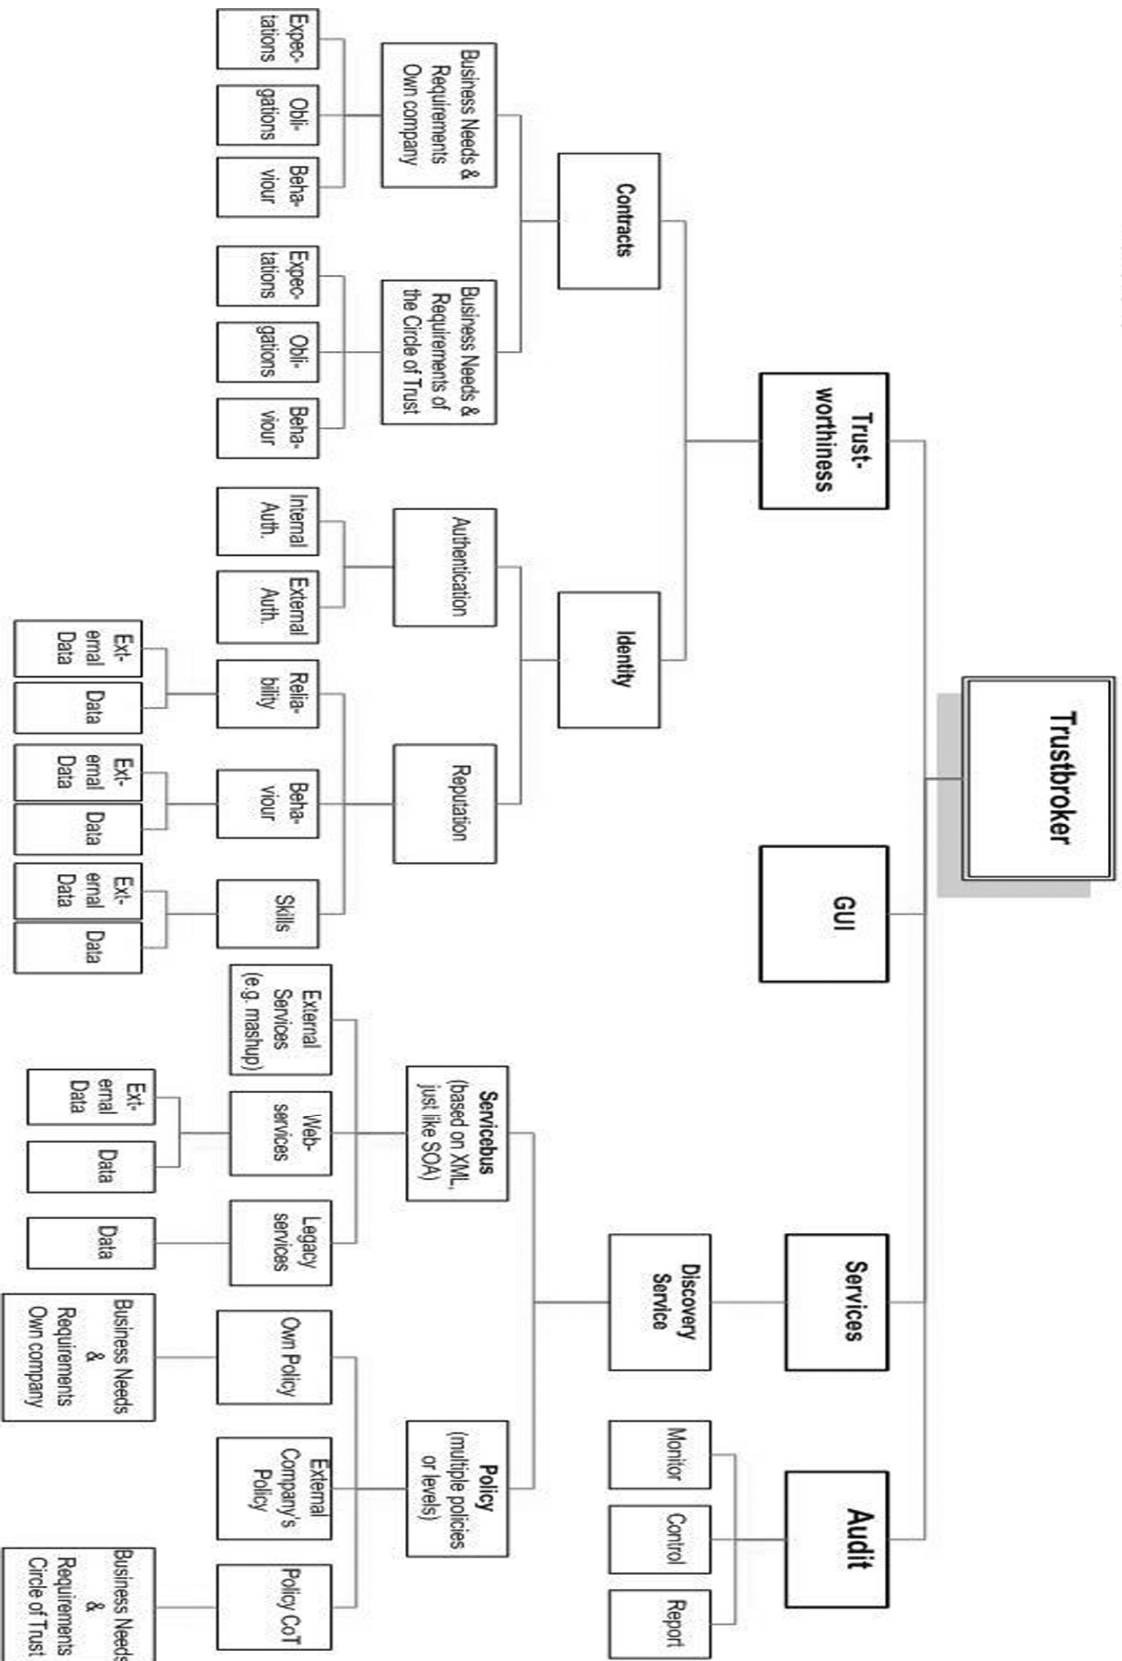 Trustbroker
Trust-
worthiness
GUI
Services
Audit
Contracts
Identity
Discovery
Service
Monitor
Control
Report
Business Needs &
Requirements
Own company
Business Needs &
Requirements of
the Circle of Trust
Authentication
Reputation
Servicebus
(based on XML,
just like SOA)
Policy
(multiple policies
or levels)
Expec-
tations
Obli-
gations
Beha-
viour
Expec-
tations
Obli-
gations
Beha-
viour
Internal
Auth.
External
Auth.
Relia-
bility
Beha-
viour
Skills
External
Services
(e.g. mashup)
Web-
services
Legacy
services
Own Policy
External
Company's
Policy
Policy CoT
Ext-
ernal
Data
Data
Ext-
ernal
Data
Data
Ext-
ernal
Data
Data
Ext-
ernal
Data
Data
Data
Business Needs
&
Requirements
Own company
Business Needs
&
Requirements
Circle of Trust